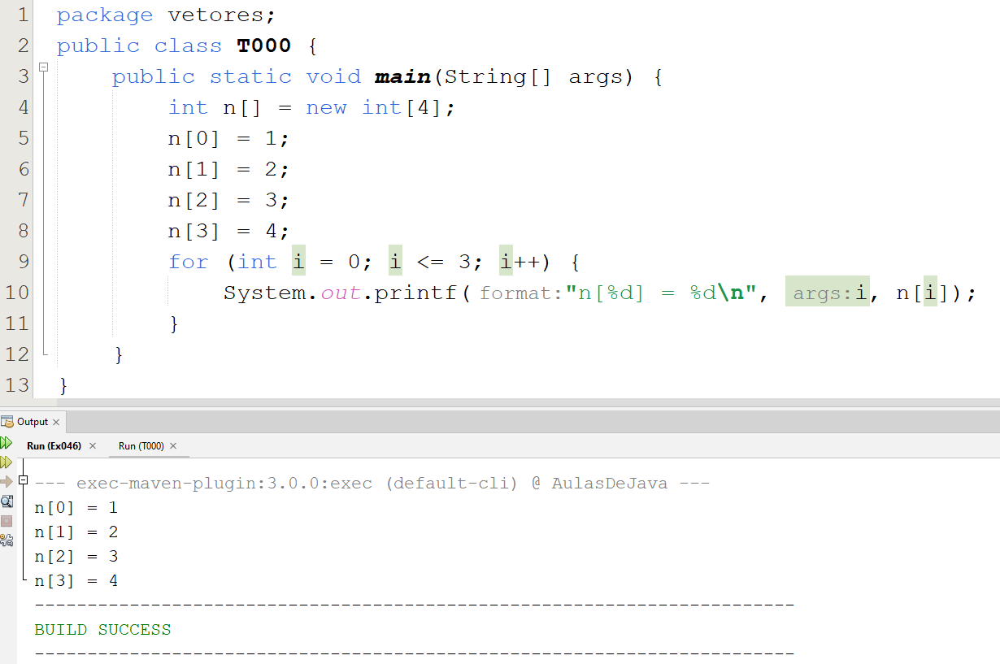 1 package vetores;
2 public class T000 {
3     public static void main(String[] args) {
4         int n[] = new int[4];
5         n[0] = 1;
6         n[1] = 2;
7         n[2] = 3;
8         n[3] = 4;
9         for (int i = 0; i <= 3; i++) {
10            System.out.printf( format:"n[%d] = %d\n", args:i, n[i]);
11        }
12    }
13 }
Output ×
Run (Ex046) × Run (T000) ×
--- exec-maven-plugin:3.0.0:exec (default-cli) @ AulasDeJava ---
n[0] = 1
n[1] = 2
n[2] = 3
n[3] = 4
------------------------------------------------------------------------
BUILD SUCCESS
------------------------------------------------------------------------